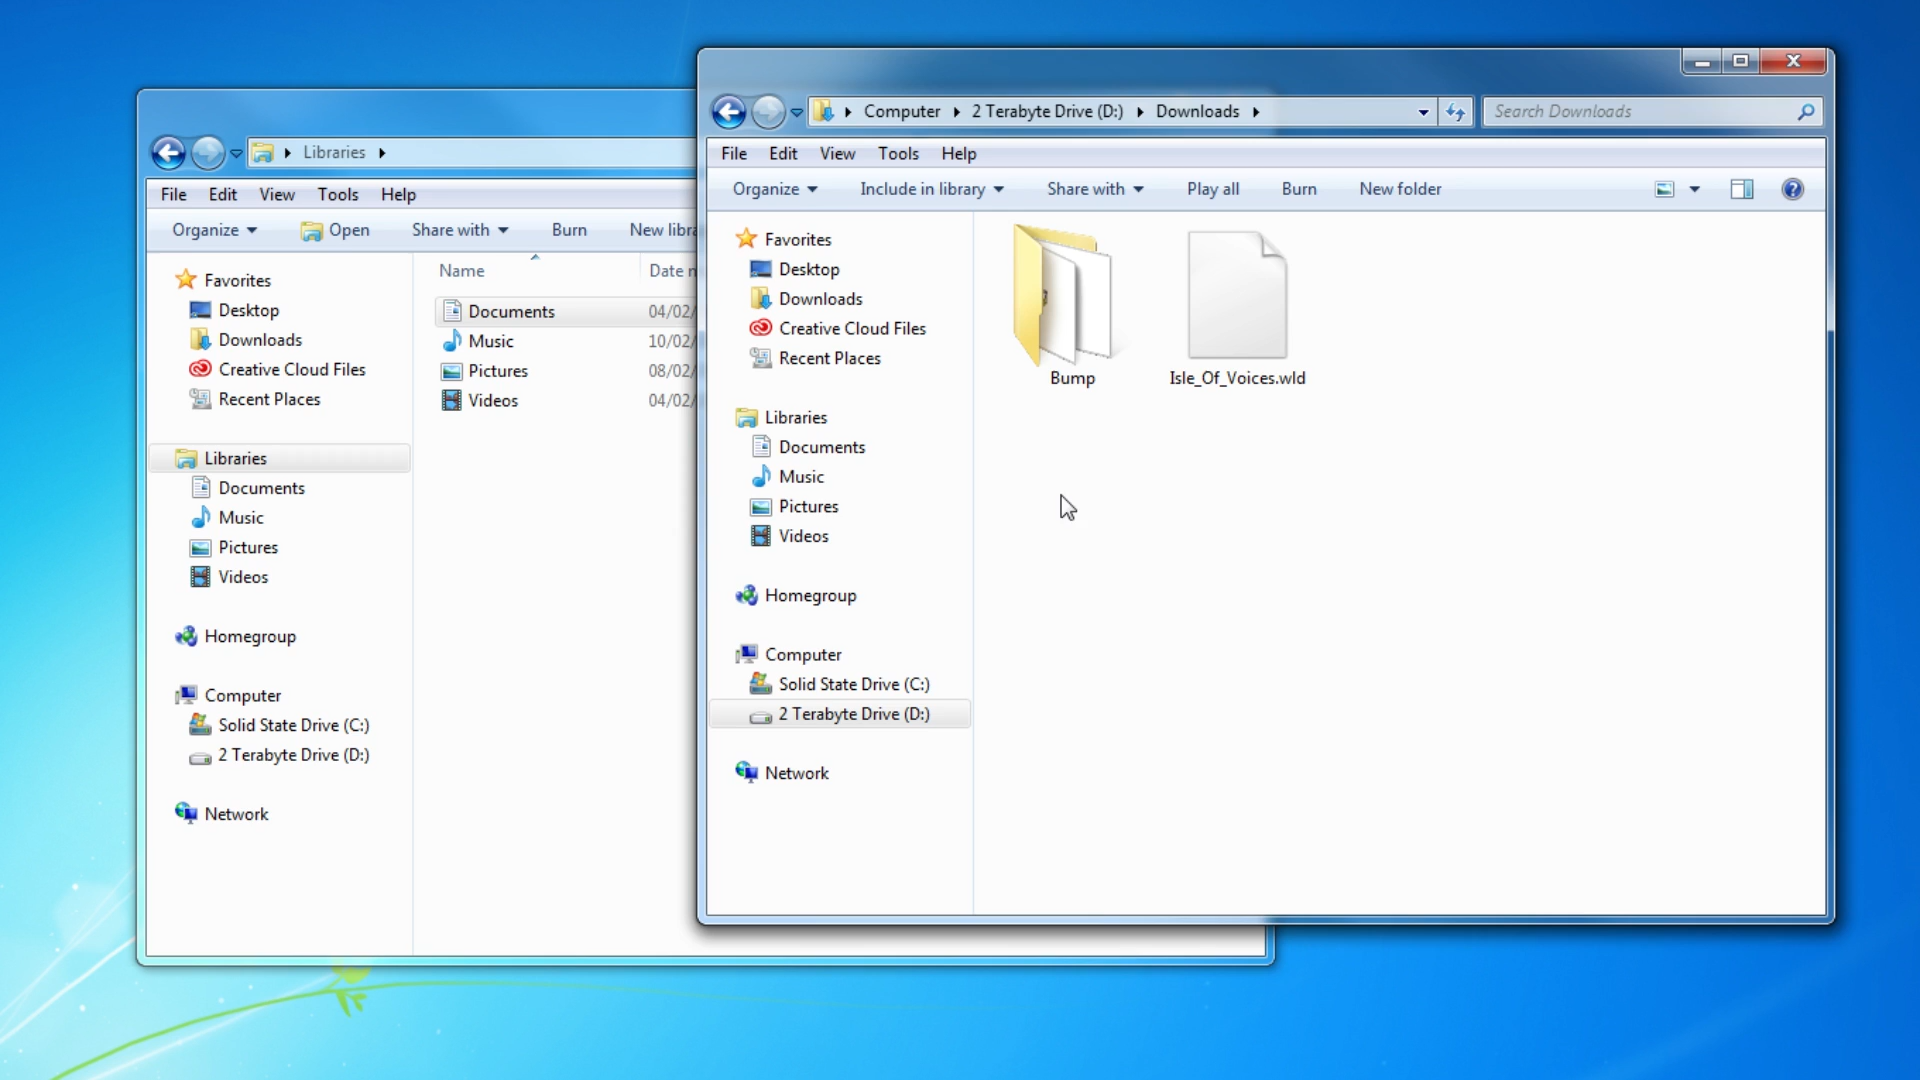 Libraries
File Edit View Tools Help
Organize Open Share with Burn New libra
Favorites
Desktop
Downloads
Creative Cloud Files
Recent Places
Libraries
Documents
Music
Pictures
Videos
Homegroup
Computer
Solid State Drive (C:)
2 Terabyte Drive (D:)
Network
Name Date n
Documents 04/02/
Music 10/02/
Pictures 08/02/
Videos 04/02/
Computer 2 Terabyte Drive (D:) Downloads Search Downloads
File Edit View Tools Help
Organize Include in library Share with Play all Burn New folder
Favorites
Desktop
Downloads
Creative Cloud Files
Recent Places
Libraries
Documents
Music
Pictures
Videos
Homegroup
Computer
Solid State Drive (C:)
2 Terabyte Drive (D:)
Network
Bump Isle_Of_Voices.wld